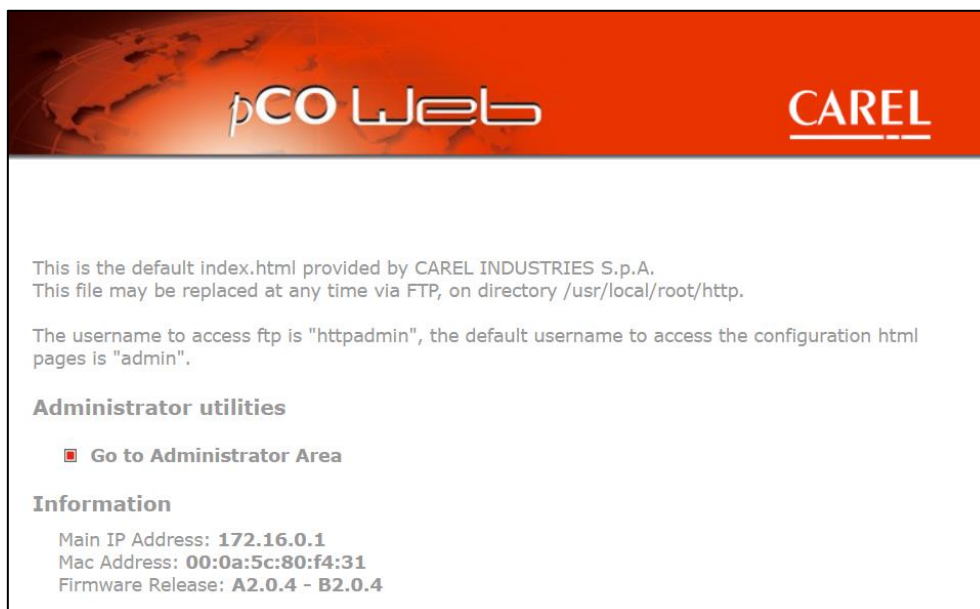 pCO Web
CAREL
This is the default index.html provided by CAREL INDUSTRIES S.p.A.
This file may be replaced at any time via FTP, on directory /usr/local/root/http.
The username to access ftp is "httpadmin", the default username to access the configuration html
pages is "admin".
Administrator utilities
Go to Administrator Area
Information
Main IP Address: 172.16.0.1
Mac Address: 00:0a:5c:80:f4:31
Firmware Release: A2.0.4 - B2.0.4